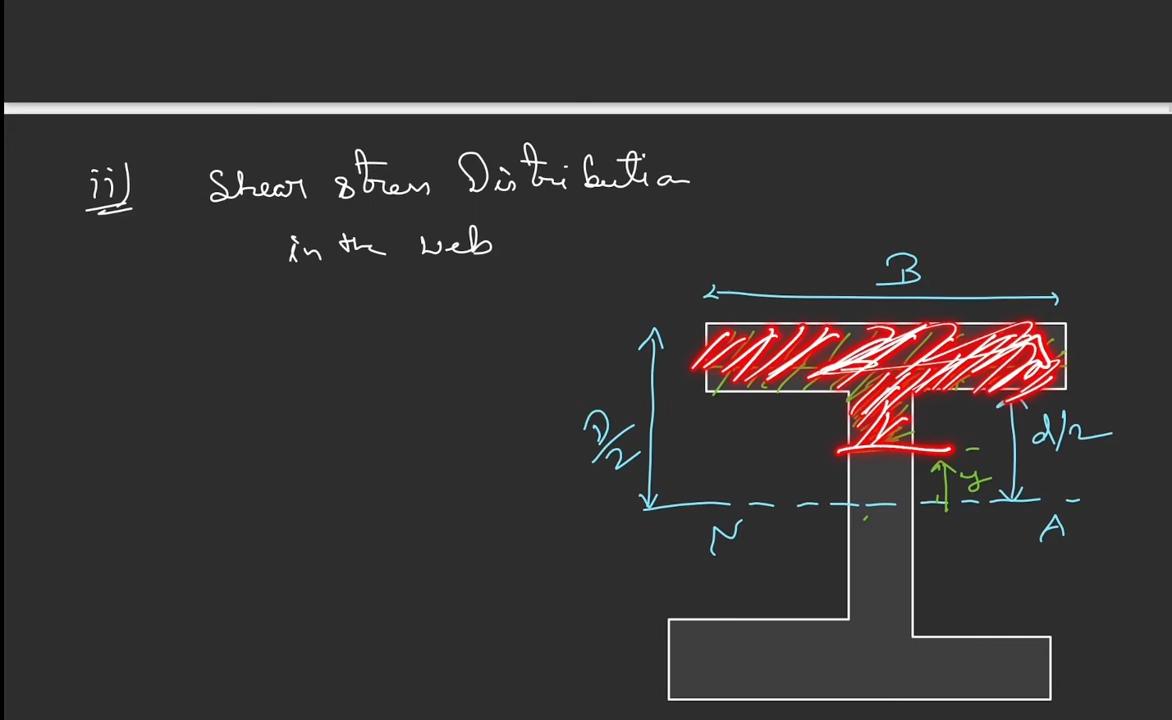 ii) Shear stress Distribution
in the web
B
D/2
d/2
y
N
A